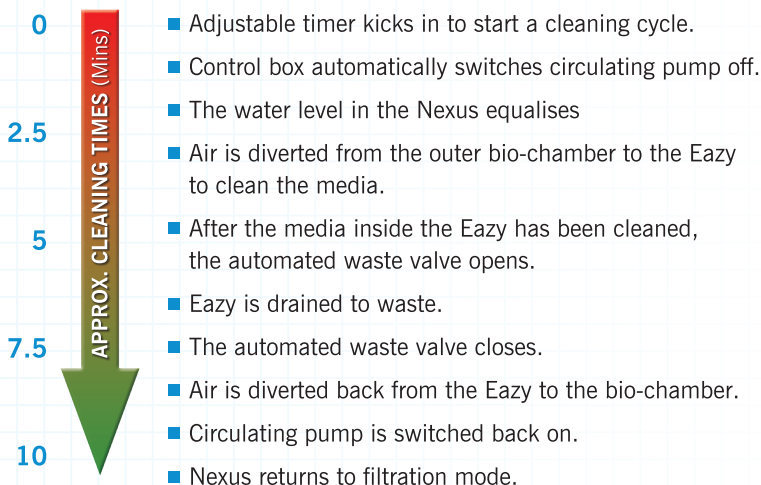 0
2.5
5
7.5
10
APPROX. CLEANING TIMES (Mins)
Adjustable timer kicks in to start a cleaning cycle.
Control box automatically switches circulating pump off.
The water level in the Nexus equalises
Air is diverted from the outer bio-chamber to the Eazy
to clean the media.
After the media inside the Eazy has been cleaned,
the automated waste valve opens.
Eazy is drained to waste.
The automated waste valve closes.
Air is diverted back from the Eazy to the bio-chamber.
Circulating pump is switched back on.
Nexus returns to filtration mode.